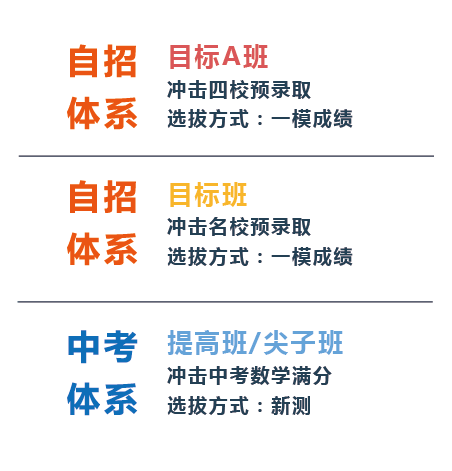 自招
体系
目标A班
冲击四校预录取
选拔方式：一模成绩
自招
体系
目标班
冲击名校预录取
选拔方式：一模成绩
中考
体系
提高班/尖子班
冲击中考数学满分
选拔方式：新测